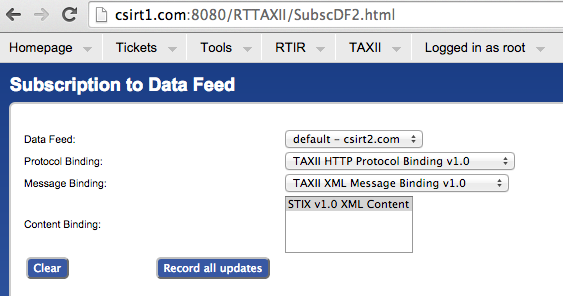 csirt1.com:8080/RTTAXII/SubscDF2.html
Homepage Tickets Tools RTIR TAXII Logged in as root
Subscription to Data Feed
Data Feed: default - csirt2.com
Protocol Binding: TAXII HTTP Protocol Binding v1.0
Message Binding: TAXII XML Message Binding v1.0
STIX v1.0 XML Content
Content Binding:
Clear Record all updates